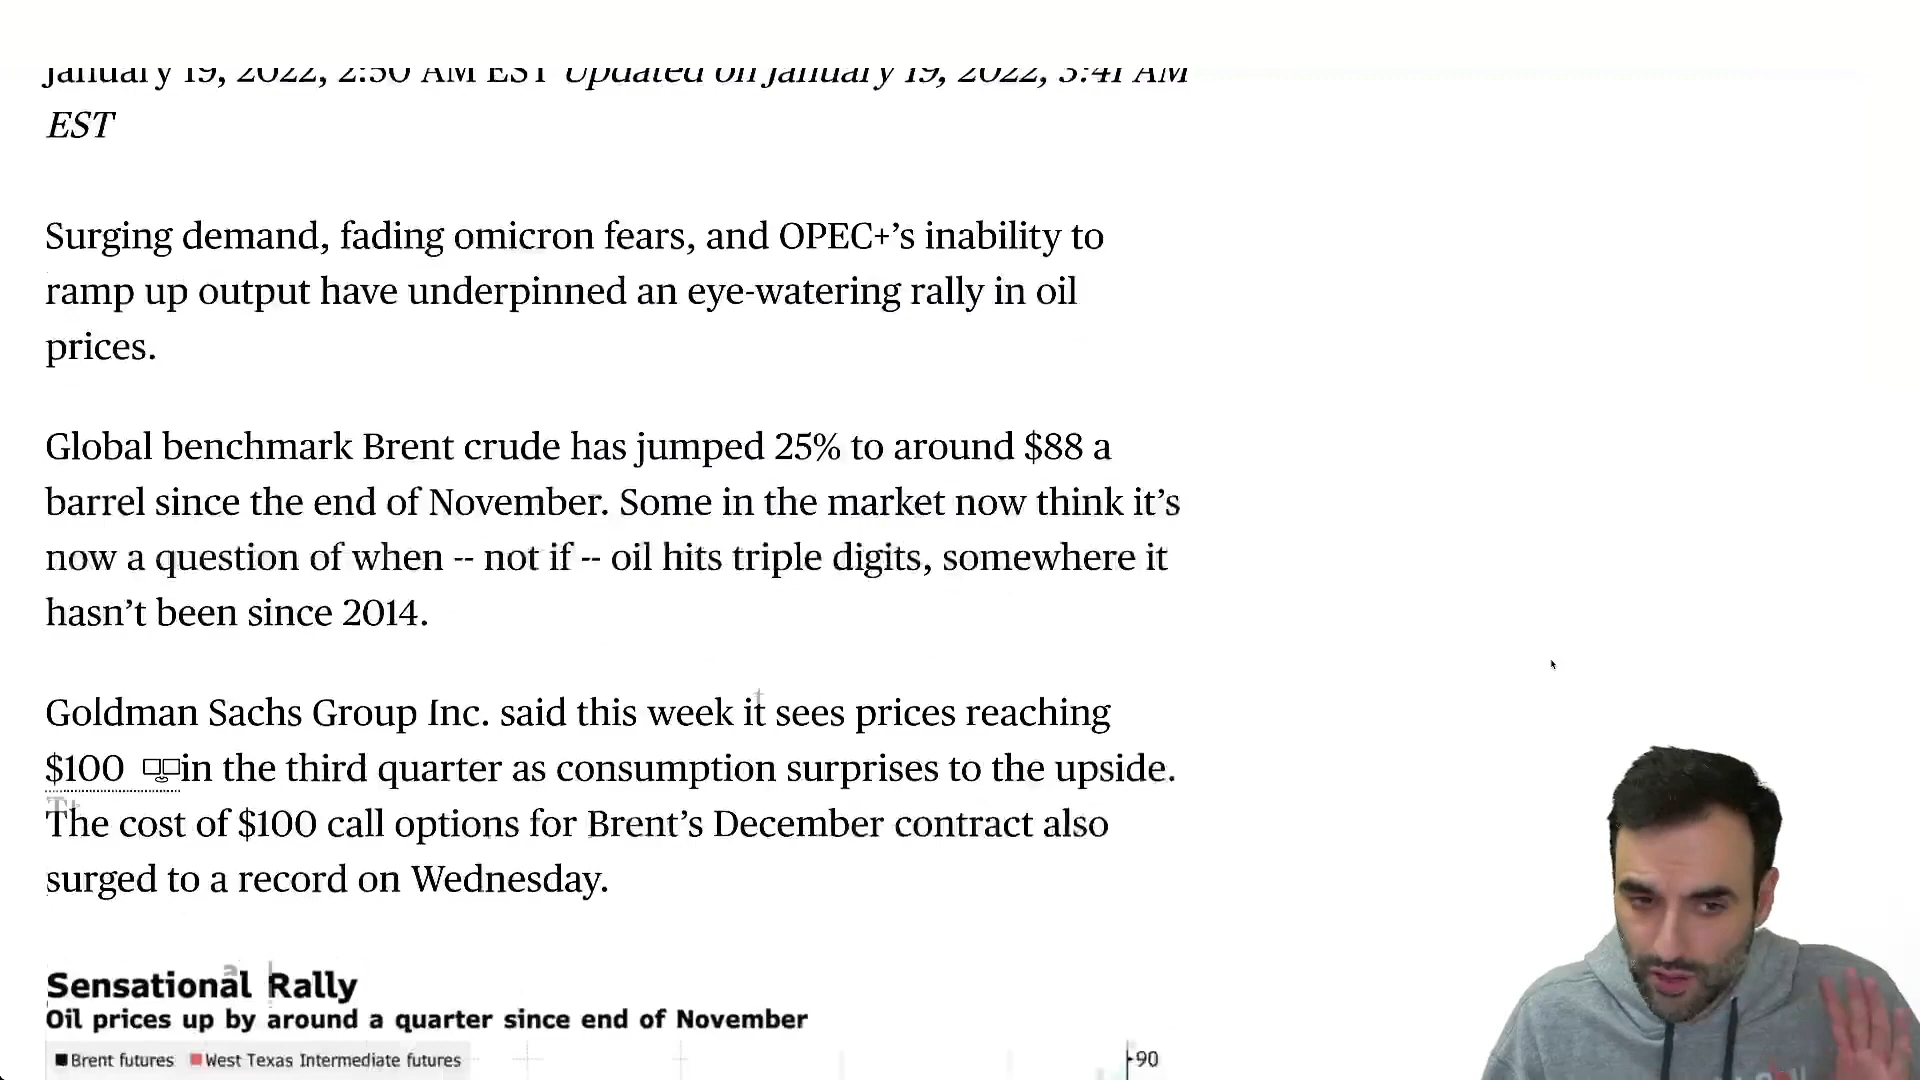 January 19, 2022, 2:50 AM EST Updated on January 19, 2022, 3:41 AM
EST
Surging demand, fading omicron fears, and OPEC+’s inability to
ramp up output have underpinned an eye-watering rally in oil
prices.
Global benchmark Brent crude has jumped 25% to around $88 a
barrel since the end of November. Some in the market now think it’s
now a question of when -- not if -- oil hits triple digits, somewhere it
hasn’t been since 2014.
Goldman Sachs Group Inc. said this week it sees prices reaching
$100 in the third quarter as consumption surprises to the upside.
The cost of $100 call options for Brent’s December contract also
surged to a record on Wednesday.
Sensational Rally
Oil prices up by around a quarter since end of November
Brent futures West Texas Intermediate futures
90